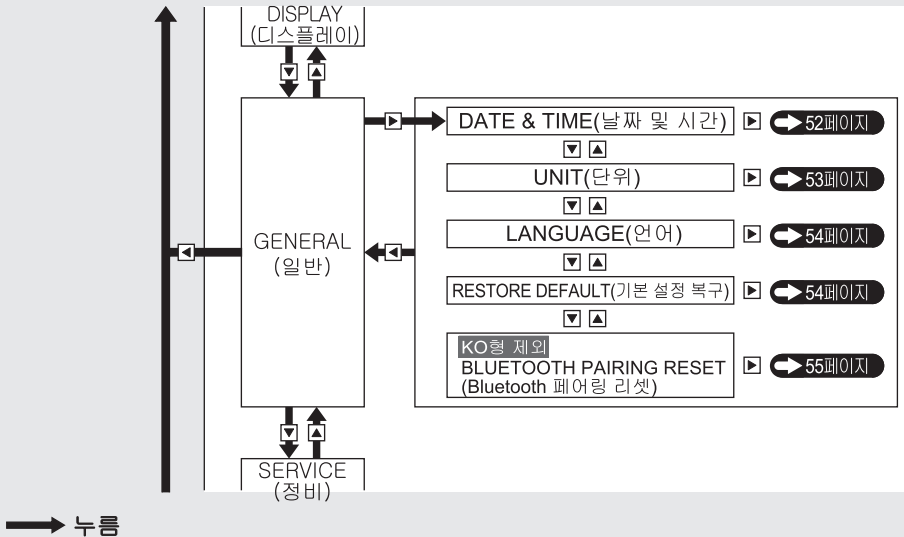 DISPLAY
(디스플레이)
GENERAL
(일반)
DATE & TIME(날짜 및 시간)
52페이지
UNIT(단위)
53페이지
LANGUAGE(언어)
54페이지
RESTORE DEFAULT(기본 설정 복구)
54페이지
KO형 제외
BLUETOOTH PAIRING RESET
(Bluetooth 페어링 리셋)
55페이지
SERVICE
(정비)
누름